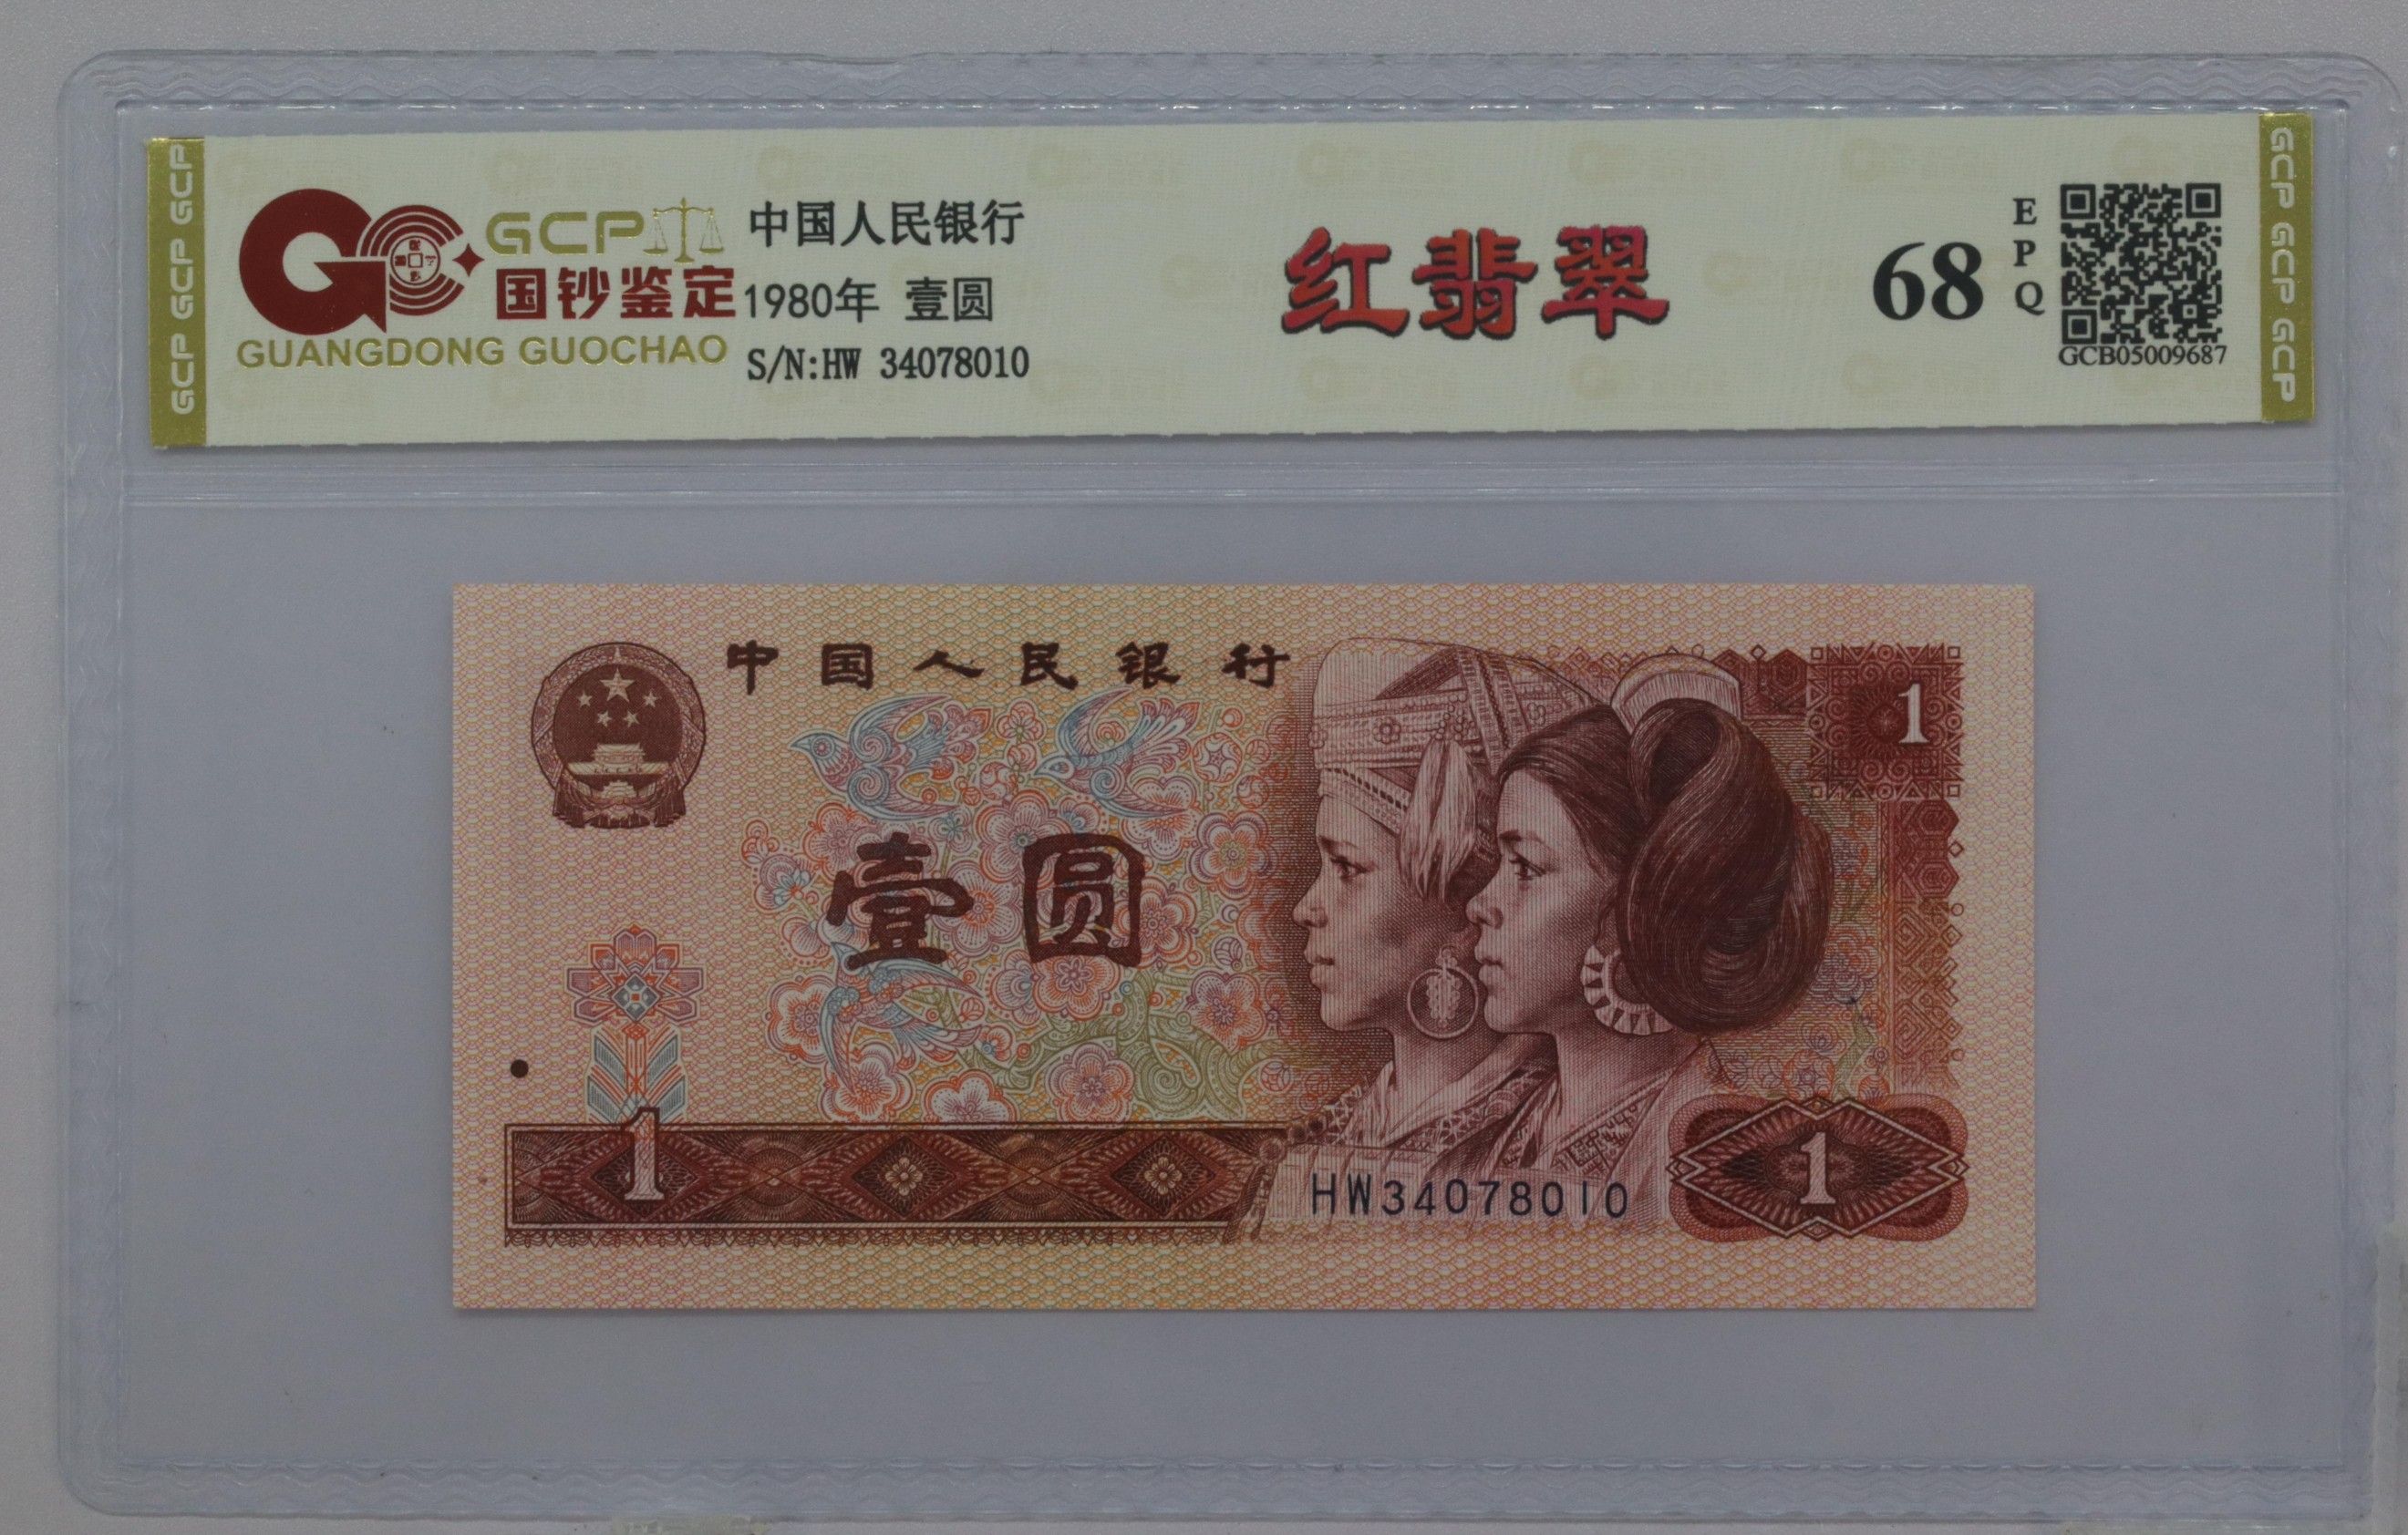 GCP GCP GCP
GCP
国钞鉴定
GUANGDONG GUOCHAO
中国人民银行
1980年 壹圆
S/N:HW 34078010
红翡翠
68
EPQ
GCB05009687
GCP GCP GCP
中国人民银行
1
壹圆
1
HW34078010
1